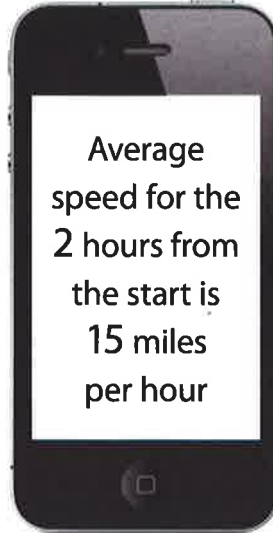 Average
speed for the
2 hours from
the start is
15 miles
per hour